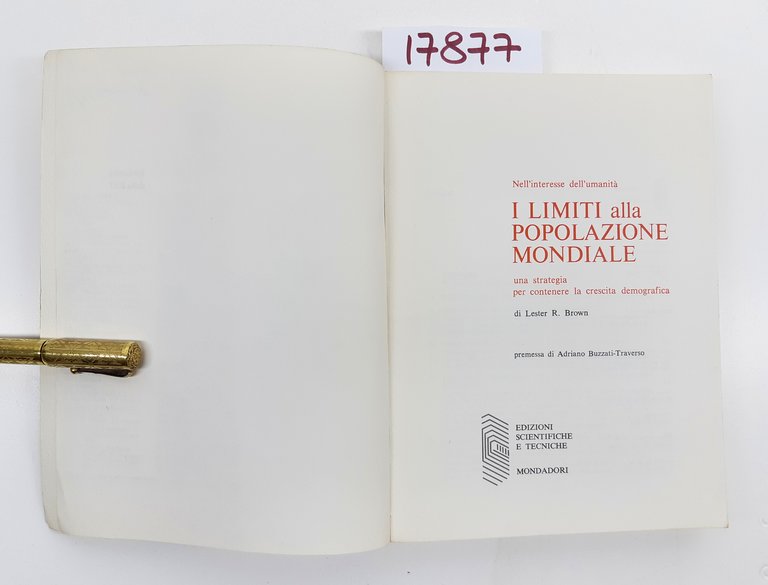 17877
Nell'interesse dell'umanità
I LIMITI alla
POPOLAZIONE
MONDIALE
una strategia
per contenere la crescita demografica
di Lester R. Brown
premessa di Adriano Buzzati-Traverso
EDIZIONI
SCIENTIFICHE
E TECNICHE
MONDADORI